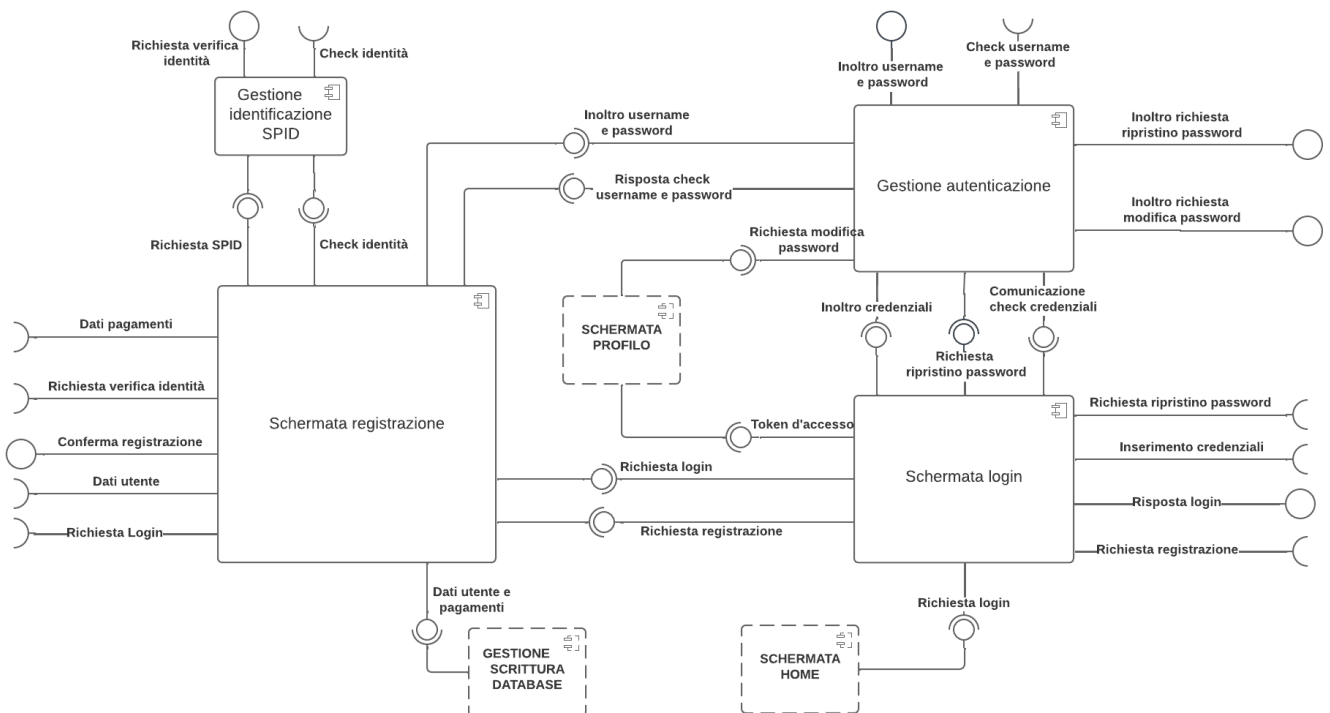 Richiesta verifica
identità
Check identità
Gestione
identificazione
SPID
Richiesta SPID
Check identità
Inoltro username
e password
Check username
e password
Inoltro username
e password
Risposta check
username e password
Gestione autenticazione
Inoltro richiesta
ripristino password
Inoltro richiesta
modifica password
Richiesta modifica
password
SCHERMATA
PROFILO
Inoltro credenziali
Comunicazione
check credenziali
Richiesta
ripristino password
Dati pagamenti
Richiesta verifica identità
Conferma registrazione
Dati utente
Richiesta Login
Schermata registrazione
Token d'accesso
Richiesta login
Richiesta registrazione
Schermata login
Richiesta ripristino password
Inserimento credenziali
Risposta login
Richiesta registrazione
Dati utente e
pagamenti
GESTIONE
SCRITTURA
DATABASE
Richiesta login
SCHERMATA
HOME